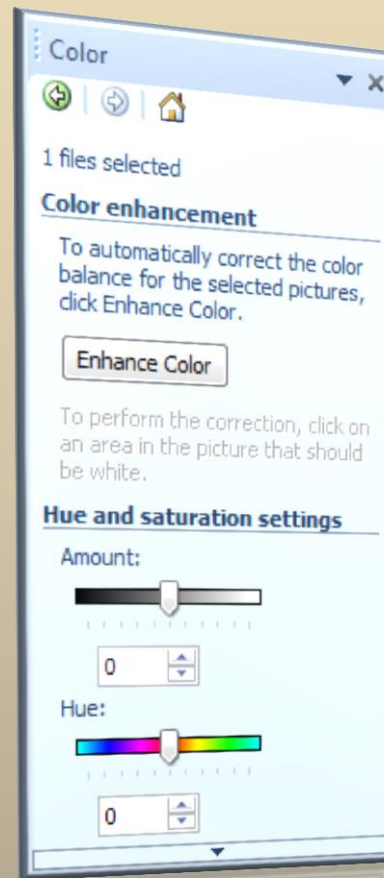 Color
1 files selected
Color enhancement
To automatically correct the color
balance for the selected pictures,
click Enhance Color.
Enhance Color
To perform the correction, click on
an area in the picture that should
be white.
Hue and saturation settings
Amount:
0
Hue:
0